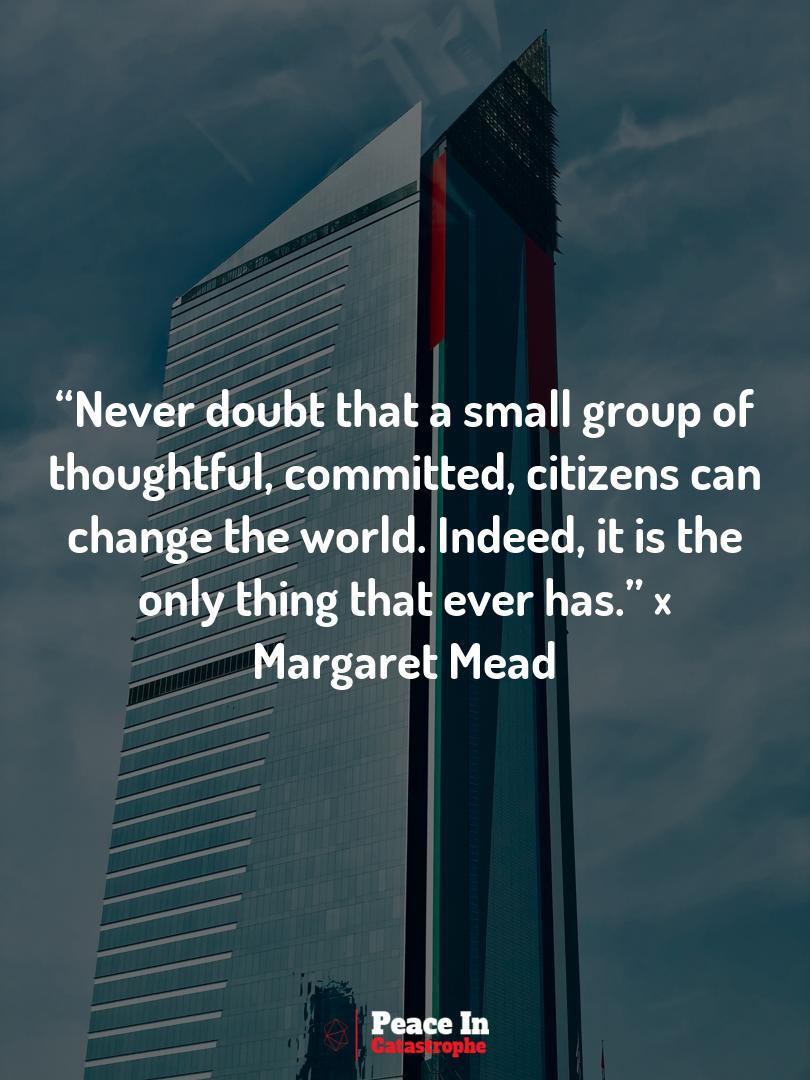 “Never doubt that a small group of
thoughtful, committed, citizens can
change the world. Indeed, it is the
only thing that ever has.” x
Margaret Mead
Peace In
Catastrophe